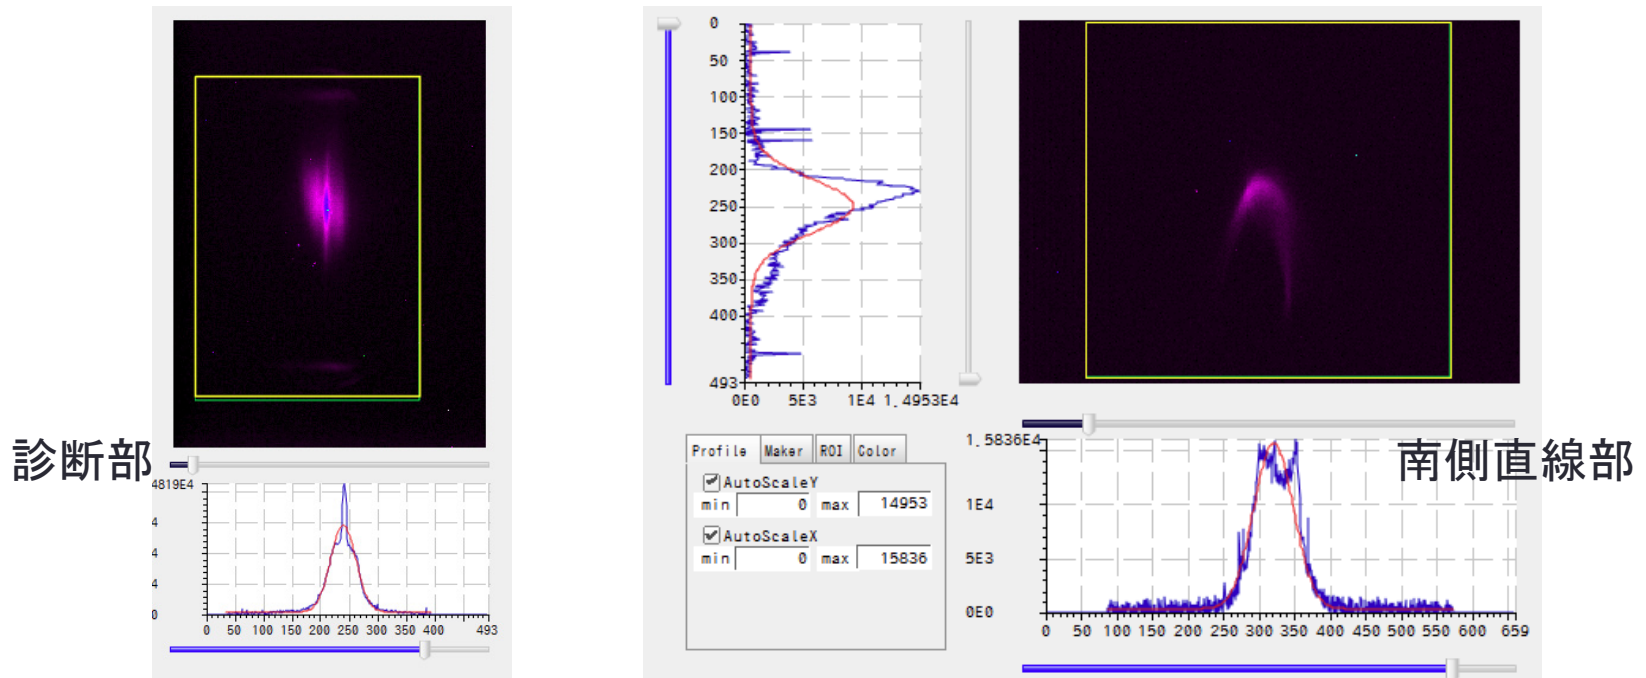 診断部
4819E4
4
4
4
0
0 50 100 150 200 250 300 350 400 493
0
50
100
150
200
250
300
350
400
493
0E0 5E3 1E4 1,4953E4
Profile Maker ROI Color
AutoScaleY
min 0 max 14953
AutoScaleX
min 0 max 15836
南側直線部
1,5836E4
1E4
5E3
0E0
0 50 100 150 200 250 300 350 400 450 500 550 600 659